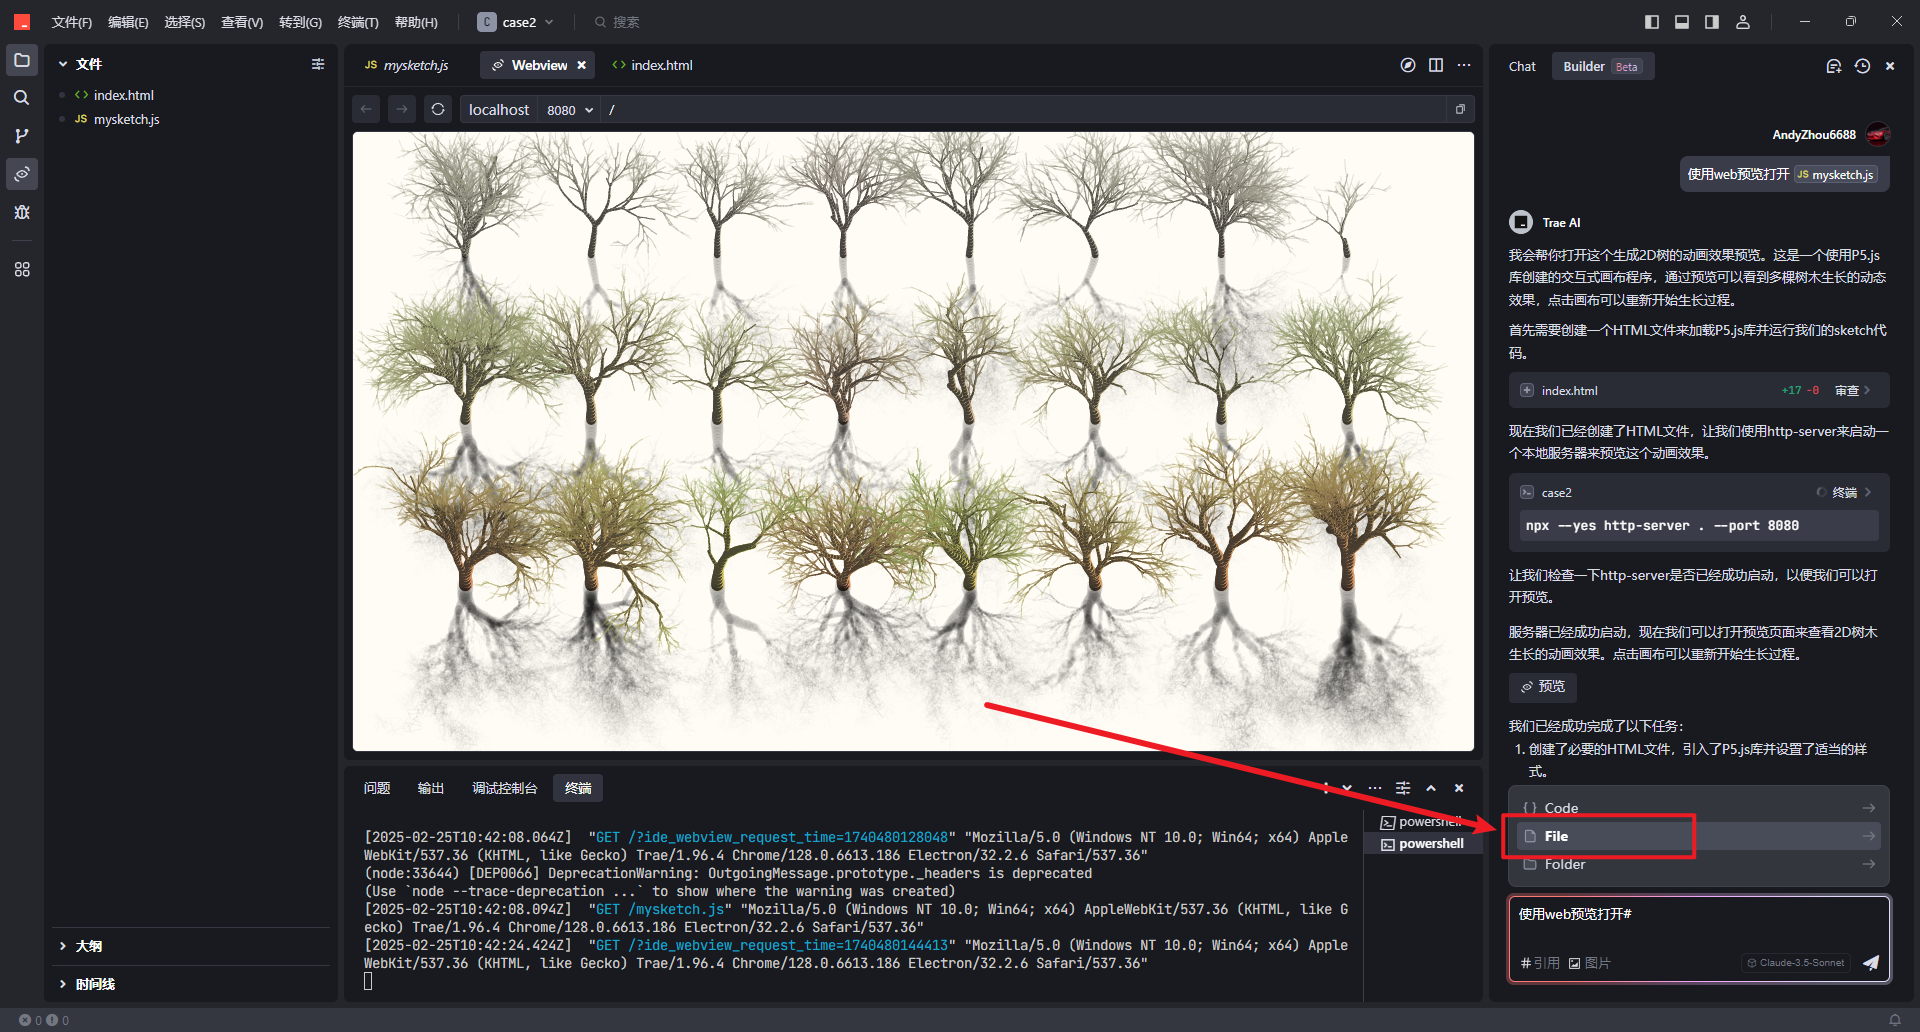 文件(F) 编辑(E) 选择(S) 查看(V) 转到(G) 终端(T) 帮助(H) C case2 搜索
文件
index.html
JS mysketch.js
大纲
时间线
0 0
JS mysketch.js Webview index.html
localhost 8080 /
问题 输出 调试控制台 终端
[2025-02-25T10:42:08.064Z] "GET /?ide_webview_request_time=1740480128048" "Mozilla/5.0 (Windows NT 10.0; Win64; x64) Apple
WebKit/537.36 (KHTML, like Gecko) Trae/1.96.4 Chrome/128.0.6613.186 Electron/32.2.6 Safari/537.36"
(node:33644) [DEP0066] DeprecationWarning: OutgoingMessage.prototype._headers is deprecated
(Use `node --trace-deprecation ...` to show where the warning was created)
[2025-02-25T10:42:08.094Z] "GET /mysketch.js" "Mozilla/5.0 (Windows NT 10.0; Win64; x64) AppleWebKit/537.36 (KHTML, like G
ecko) Trae/1.96.4 Chrome/128.0.6613.186 Electron/32.2.6 Safari/537.36"
[2025-02-25T10:42:24.424Z] "GET /?ide_webview_request_time=1740480144413" "Mozilla/5.0 (Windows NT 10.0; Win64; x64) Apple
WebKit/537.36 (KHTML, like Gecko) Trae/1.96.4 Chrome/128.0.6613.186 Electron/32.2.6 Safari/537.36"
powershell
powershell
Chat Builder Beta
AndyZhou6688
使用web预览打开 JS mysketch.js
Trae AI
我会帮你打开这个生成2D树的动画效果预览。这是一个使用P5.js
库创建的交互式画布程序，通过预览可以看到多棵树木生长的动态
效果，点击画布可以重新开始生长过程。
首先需要创建一个HTML文件来加载P5.js库并运行我们的sketch代
码。
index.html +17 -0 审查
现在我们已经创建了HTML文件，让我们使用http-server来启动一
个本地服务器来预览这个动画效果。
case2 终端
npx --yes http-server . --port 8080
让我们检查一下http-server是否已经成功启动，以便我们可以打
开预览。
服务器已经成功启动，现在我们可以打开预览页面来查看2D树木
生长的动画效果。点击画布可以重新开始生长过程。
预览
我们已经成功完成了以下任务：
1. 创建了必要的HTML文件，引入了P5.js库并设置了适当的样
式。
Code
File
Folder
使用web预览打开#
#引用 图片 Claude-3.5-Sonnet